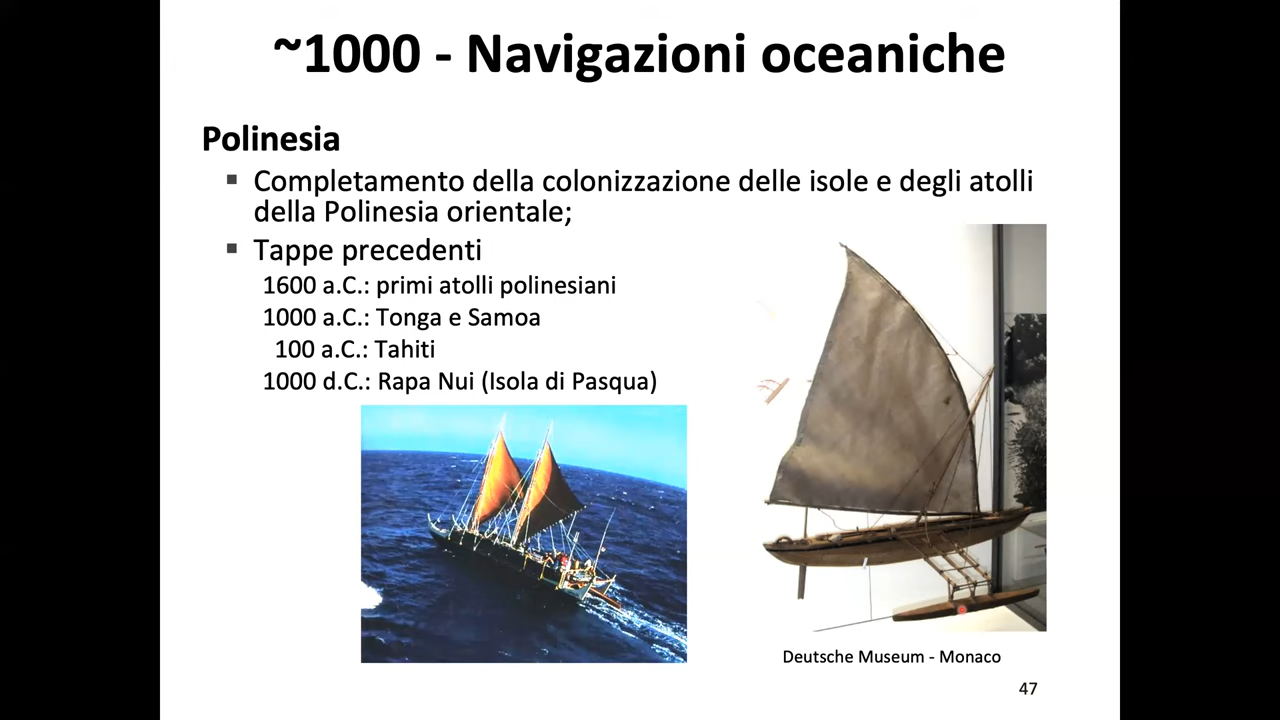 ~1000 - Navigazioni oceaniche
Polinesia
▪ Completamento della colonizzazione delle isole e degli atolli
della Polinesia orientale;
▪ Tappe precedenti
1600 a.C.: primi atolli polinesiani
1000 a.C.: Tonga e Samoa
100 a.C.: Tahiti
1000 d.C.: Rapa Nui (Isola di Pasqua)
Deutsche Museum - Monaco
47